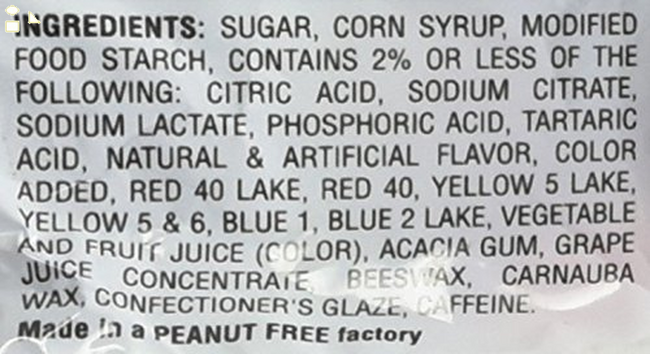 INGREDIENTS: SUGAR, CORN SYRUP, MODIFIED
FOOD STARCH, CONTAINS 2% OR LESS OF THE
FOLLOWING: CITRIC ACID, SODIUM CITRATE,
SODIUM LACTATE, PHOSPHORIC ACID, TARTARIC
ACID, NATURAL & ARTIFICIAL FLAVOR, COLOR
ADDED, RED 40 LAKE, RED 40, YELLOW 5 LAKE,
YELLOW 5 & 6, BLUE 1, BLUE 2 LAKE, VEGETABLE
AND FRUIT JUICE (COLOR), ACACIA GUM, GRAPE
JUICE CONCENTRATE, BEESWAX, CARNAUBA
WAX, CONFECTIONER'S GLAZE, CAFFEINE.
Made in a PEANUT FREE factory